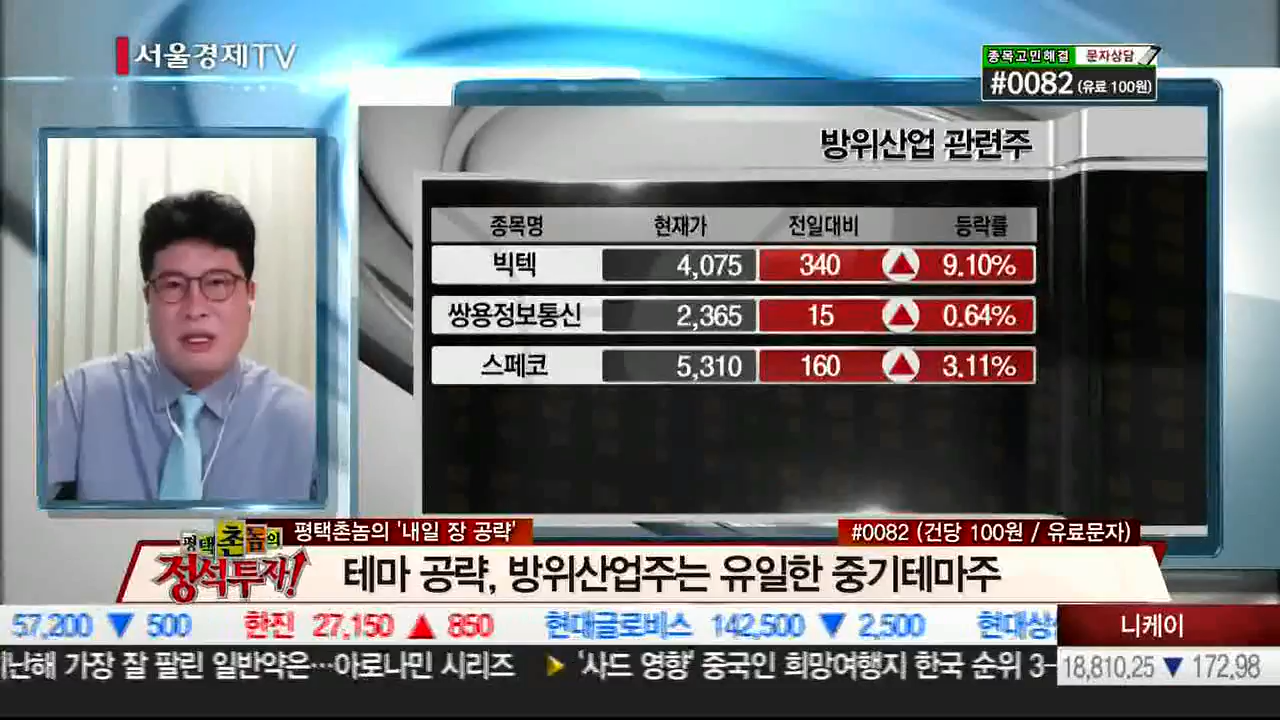 서울경제TV
종목고민해결 문자상담
#0082 (유료 100원)
방위산업 관련주
종목명 현재가 전일대비 등락률
빅텍 4,075 340 ▲ 9.10%
쌍용정보통신 2,365 15 ▲ 0.64%
스페코 5,310 160 ▲ 3.11%
평택촌놈의 정석투자!
평택촌놈의 '내일 장 공략'
#0082 (건당 100원 / 유료문자)
테마 공략, 방위산업주는 유일한 중기테마주
57,200 ▼ 500 한진 27,150 ▲ 850 현대글로비스 142,500 ▼ 2,500 현대상
니케이
지난해 가장 잘 팔린 일반약은…아로나민 시리즈 ▶ '사드 영향' 중국인 희망여행지 한국 순위 3
18,810.25 ▼ 172.98